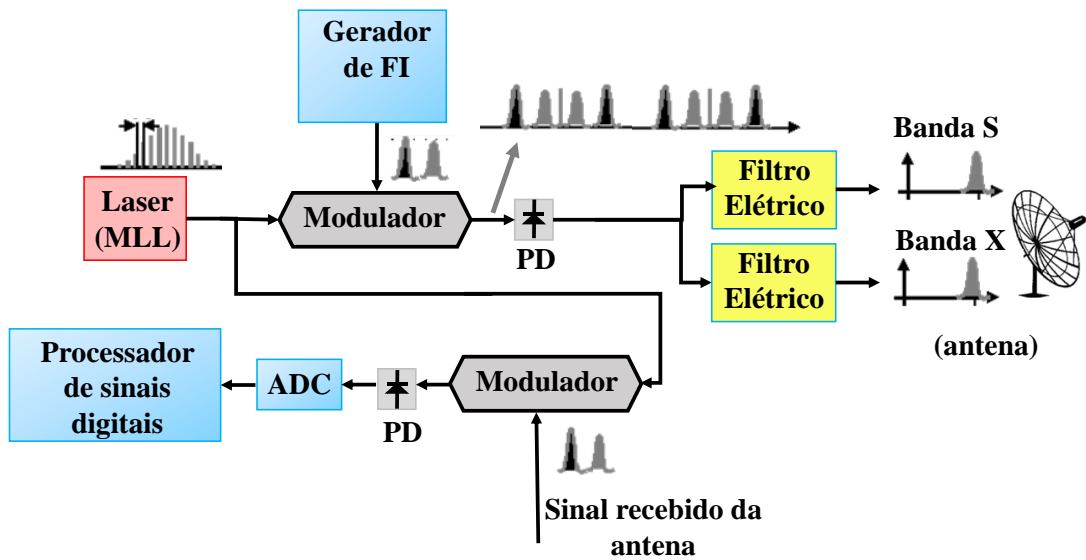 Gerador
de FI
Laser
(MLL)
Modulador
PD
Filtro
Elétrico
Banda S
Filtro
Elétrico
Banda X
(antena)
Processador
de sinais
digitais
ADC
PD
Modulador
Sinal recebido da
antena